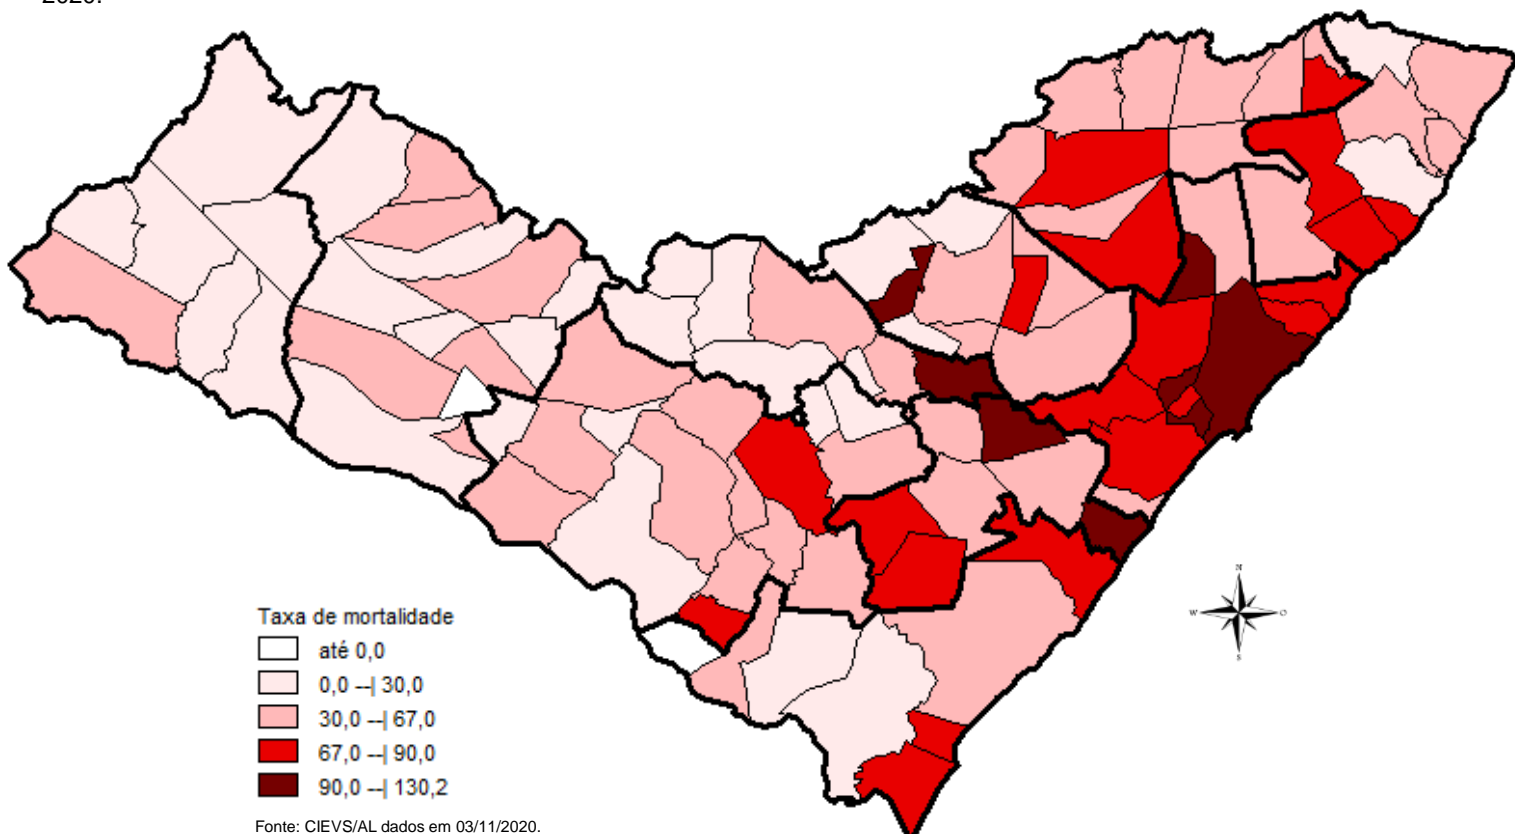 2020.
Taxa de mortalidade
até 0,0
0,0 --| 30,0
30,0 --| 67,0
67,0 --| 90,0
90,0 --| 130,2
Fonte: CIEVS/AL dados em 03/11/2020.
N
W
O
S